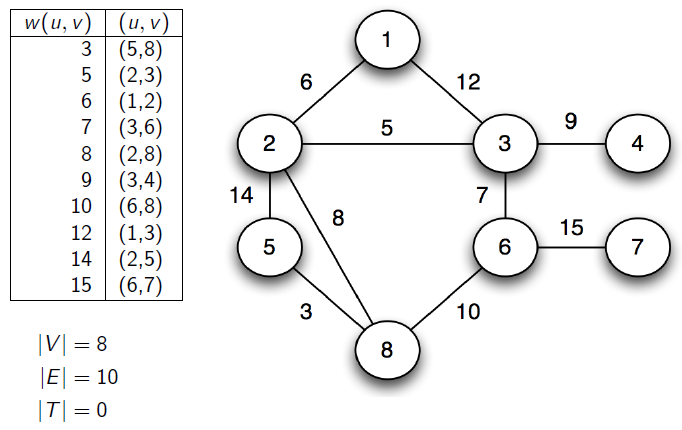 w(u, v) (u, v)
3 (5,8)
5 (2,3)
6 (1,2)
7 (3,6)
8 (2,8)
9 (3,4)
10 (6,8)
12 (1,3)
14 (2,5)
15 (6,7)
|V| = 8
|E| = 10
|T| = 0
1
6 12
2 5 3 9 4
14 8 7
5 6 15 7
3 10
8